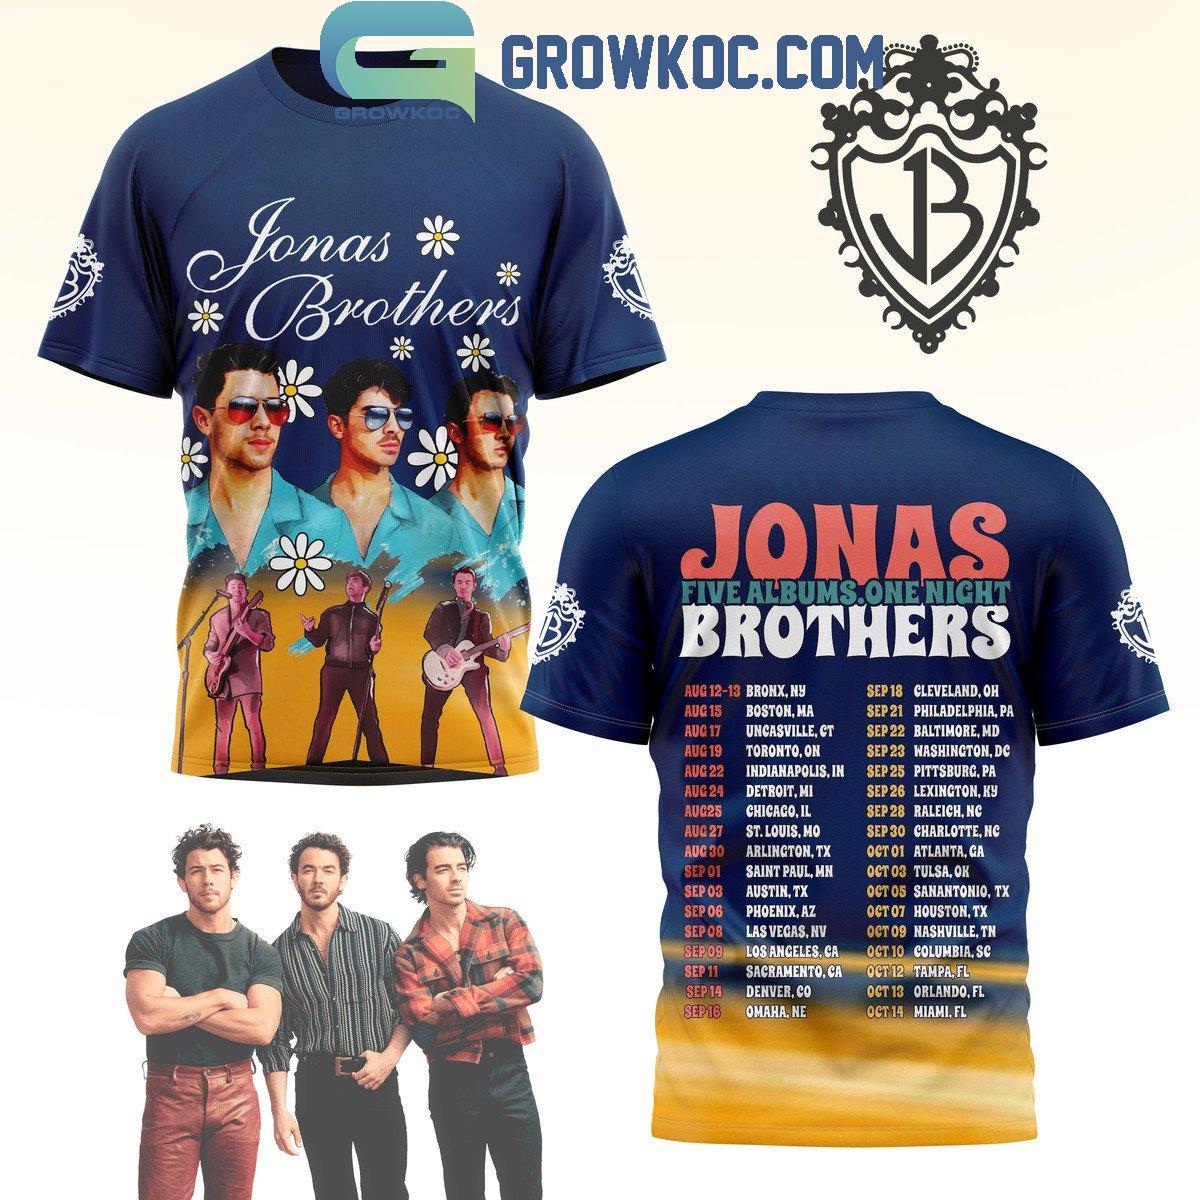 GROWKOC.COM
GROWKOC
JB
Jonas
Brothers
JB
JB
JONAS
FIVE ALBUMS.ONE NIGHT
BROTHERS
JB
AUG 12-13 BRONX, NY
AUG 15 BOSTON, MA
AUG 17 UNCASVILLE, CT
AUG 19 TORONTO, ON
AUG 22 INDIANAPOLIS, IN
AUG 24 DETROIT, MI
AUG25 CHICAGO, IL
AUG 27 ST. LOUIS, MO
AUG 30 ARLINGTON, TX
SEP 01 SAINT PAUL, MN
SEP 03 AUSTIN, TX
SEP 06 PHOENIX, AZ
SEP 08 LAS VEGAS, NV
SEP 09 LOS ANGELES, CA
SEP 11 SACRAMENTO, CA
SEP 14 DENVER, CO
SEP 16 OMAHA, NE
SEP 18 CLEVELAND, OH
SEP 21 PHILADELPHIA, PA
SEP 22 BALTIMORE, MD
SEP 23 WASHINGTON, DC
SEP 25 PITTSBURG, PA
SEP 26 LEXINGTON, KY
SEP 28 RALEICH, NC
SEP 30 CHARLOTTE, NC
OCT 01 ATLANTA, GA
OCT 03 TULSA, OK
OCT 05 SANANTONIO, TX
OCT 07 HOUSTON, TX
OCT 09 NASHVILLE, TN
OCT 10 COLUMBIA, SC
OCT 12 TAMPA, FL
OCT 13 ORLANDO, FL
OCT 14 MIAMI, FL